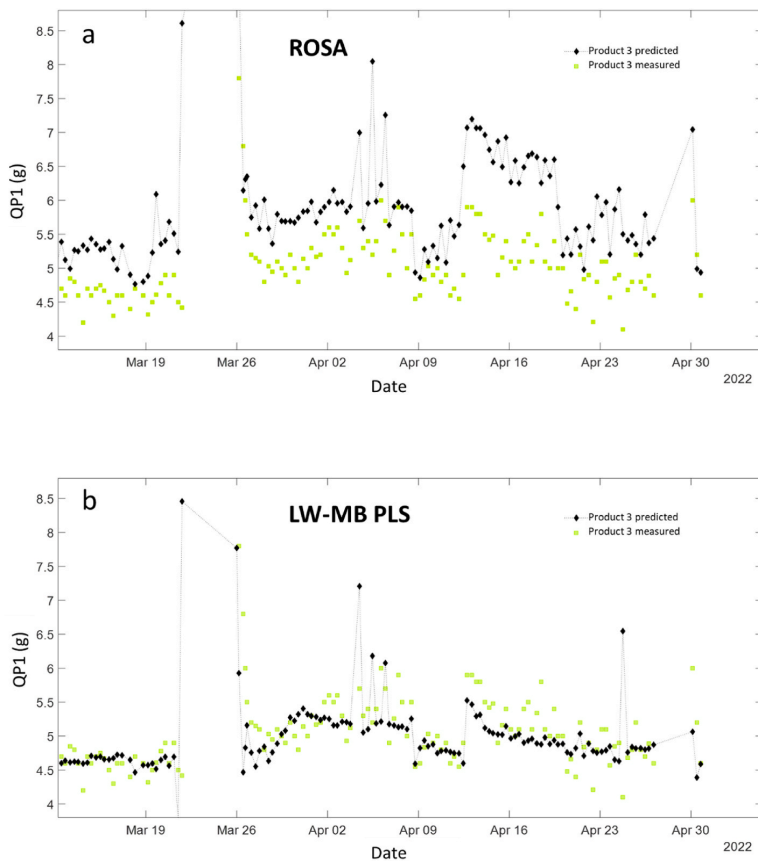 a
ROSA
Product 3 predicted
Product 3 measured
8.5
8
7.5
7
6.5
6
5.5
5
4.5
4
QP1 (g)
Mar 19
Mar 26
Apr 02
Apr 09
Apr 16
Apr 23
Apr 30
2022
Date
b
LW-MB PLS
Product 3 predicted
Product 3 measured
8.5
8
7.5
7
6.5
6
5.5
5
4.5
4
QP1 (g)
Mar 19
Mar 26
Apr 02
Apr 09
Apr 16
Apr 23
Apr 30
2022
Date